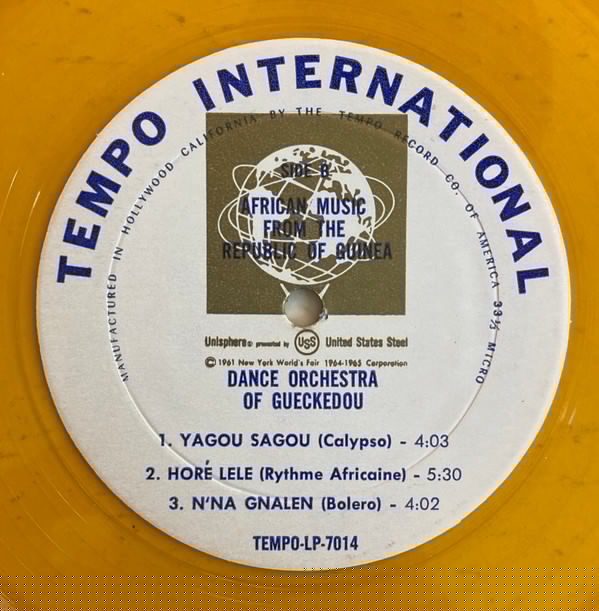 TEMPO INTERNATIONAL
MANUFACTURED IN HOLLYWOOD CALIFORNIA BY THE TEMPO RECORD CO. OF AMERICA 33⅓ MICRO
SIDE B
AFRICAN MUSIC
FROM THE
REPUBLIC OF GUINEA
Unisphere® presented by USS United States Steel
© 1961 New York World's Fair 1964-1965 Corporation
DANCE ORCHESTRA
OF GUECKEDOU
1. YAGOU SAGOU (Calypso) - 4:03
2. HORÉ LELE (Rythme Africaine) - 5:30
3. N'NA GNALEN (Bolero) - 4:02
TEMPO-LP-7014